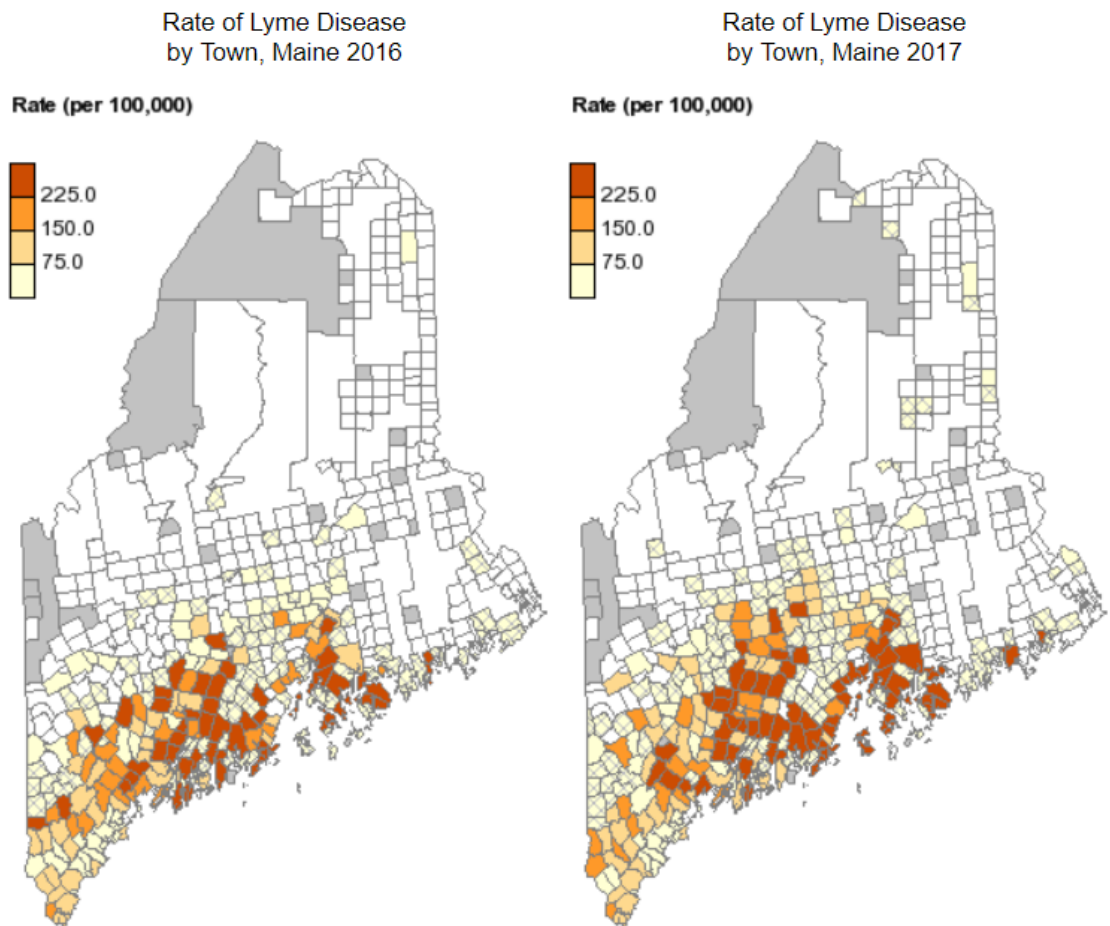 Rate of Lyme Disease
by Town, Maine 2016
Rate (per 100,000)
225.0
150.0
75.0
Rate of Lyme Disease
by Town, Maine 2017
Rate (per 100,000)
225.0
150.0
75.0